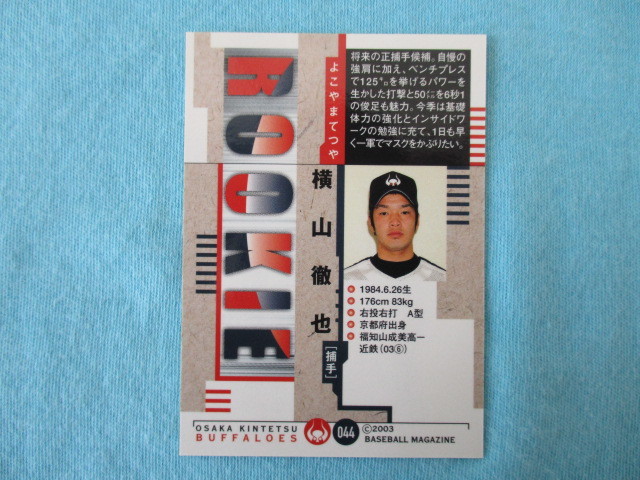 ROOKIE
将来の正捕手候補。自慢の
強肩に加え、ベンチプレス
で125㌔を挙げるパワーを
生かした打撃と50㍍を6秒1
の俊足も魅力。今季は基礎
体力の強化とインサイドワ
ークの勉強に充て、1日も早
く一軍でマスクをかぶりたい。
よこやまてつや
横山徹也
[捕手]
1984.6.26生
176cm 83kg
右投右打 A型
京都府出身
福知山成美高－
近鉄(03⑥)
OSAKA KINTETSU
BUFFALOES
044
©2003
BASEBALL MAGAZINE